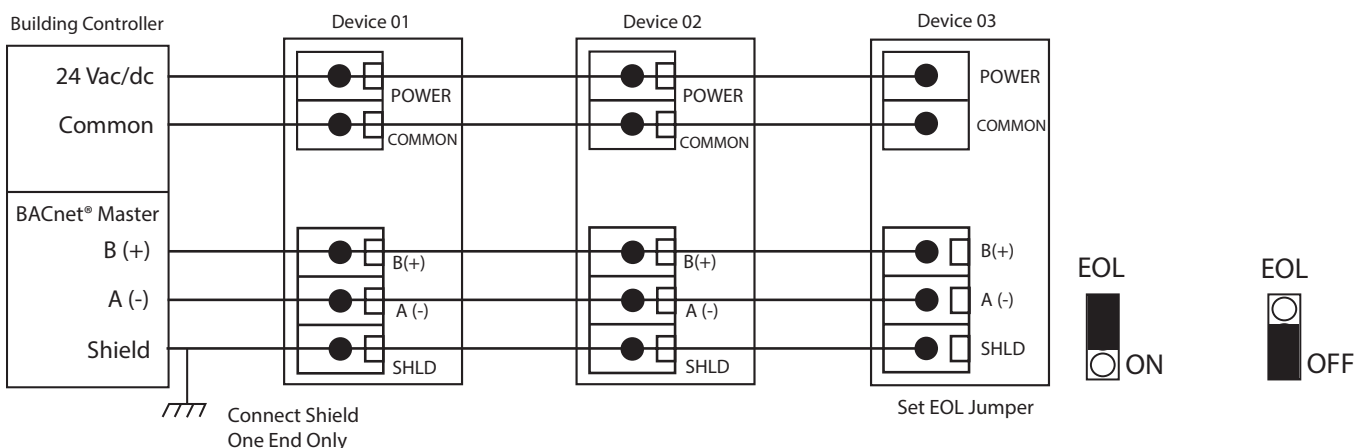 Building Controller
Device 01
Device 02
Device 03
24 Vac/dc
POWER
POWER
POWER
Common
COMMON
COMMON
COMMON
BACnet® Master
B (+)
B(+)
B(+)
B(+)
A (-)
A (-)
A (-)
A (-)
Shield
SHLD
SHLD
SHLD
EOL
ON
EOL
OFF
Connect Shield
One End Only
Set EOL Jumper